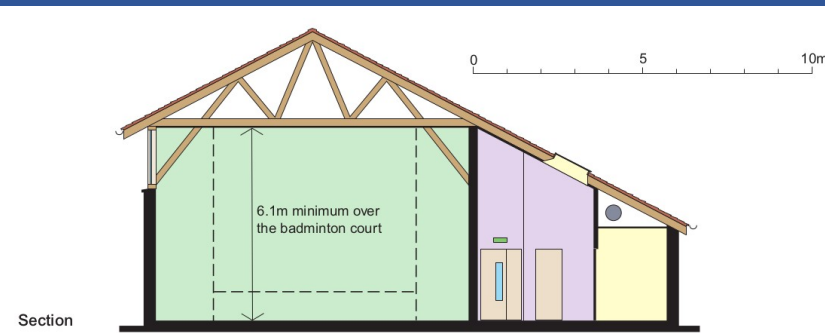 0 5 10m
6.1m minimum over
the badminton court
Section